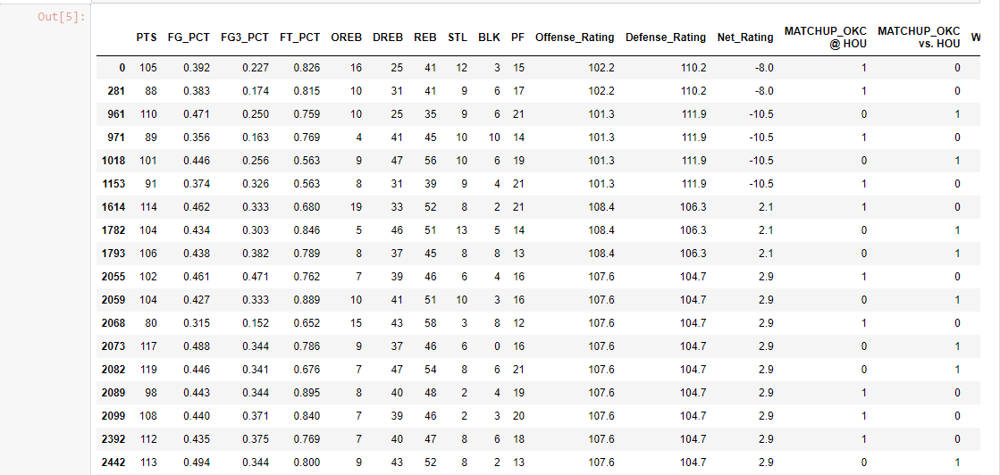 Out[5]:
PTS FG_PCT FG3_PCT FT_PCT OREB DREB REB STL BLK PF Offense_Rating Defense_Rating Net_Rating MATCHUP_OKC @ HOU MATCHUP_OKC vs. HOU W
0 105 0.392 0.227 0.826 16 25 41 12 3 15 102.2 110.2 -8.0 1 0
281 88 0.383 0.174 0.815 10 31 41 9 6 17 102.2 110.2 -8.0 1 0
961 110 0.471 0.250 0.759 10 25 35 9 6 21 101.3 111.9 -10.5 0 1
971 89 0.356 0.163 0.769 4 41 45 10 10 14 101.3 111.9 -10.5 1 0
1018 101 0.446 0.256 0.563 9 47 56 10 6 19 101.3 111.9 -10.5 0 1
1153 91 0.374 0.326 0.563 8 31 39 9 4 21 101.3 111.9 -10.5 1 0
1614 114 0.462 0.333 0.680 19 33 52 8 2 21 108.4 106.3 2.1 1 0
1782 104 0.434 0.303 0.846 5 46 51 13 5 14 108.4 106.3 2.1 0 1
1793 106 0.438 0.382 0.789 8 37 45 8 8 13 108.4 106.3 2.1 0 1
2055 102 0.461 0.471 0.762 7 39 46 6 4 16 107.6 104.7 2.9 1 0
2059 104 0.427 0.333 0.889 10 41 51 10 3 16 107.6 104.7 2.9 0 1
2068 80 0.315 0.152 0.652 15 43 58 3 8 12 107.6 104.7 2.9 1 0
2073 117 0.488 0.344 0.786 9 37 46 6 0 16 107.6 104.7 2.9 0 1
2082 119 0.446 0.341 0.676 7 47 54 8 6 21 107.6 104.7 2.9 0 1
2089 98 0.443 0.344 0.895 8 40 48 2 4 19 107.6 104.7 2.9 1 0
2099 108 0.440 0.371 0.840 7 39 46 2 3 20 107.6 104.7 2.9 1 0
2392 112 0.435 0.375 0.769 7 40 47 8 6 18 107.6 104.7 2.9 1 0
2442 113 0.494 0.344 0.800 9 43 52 8 2 13 107.6 104.7 2.9 0 1